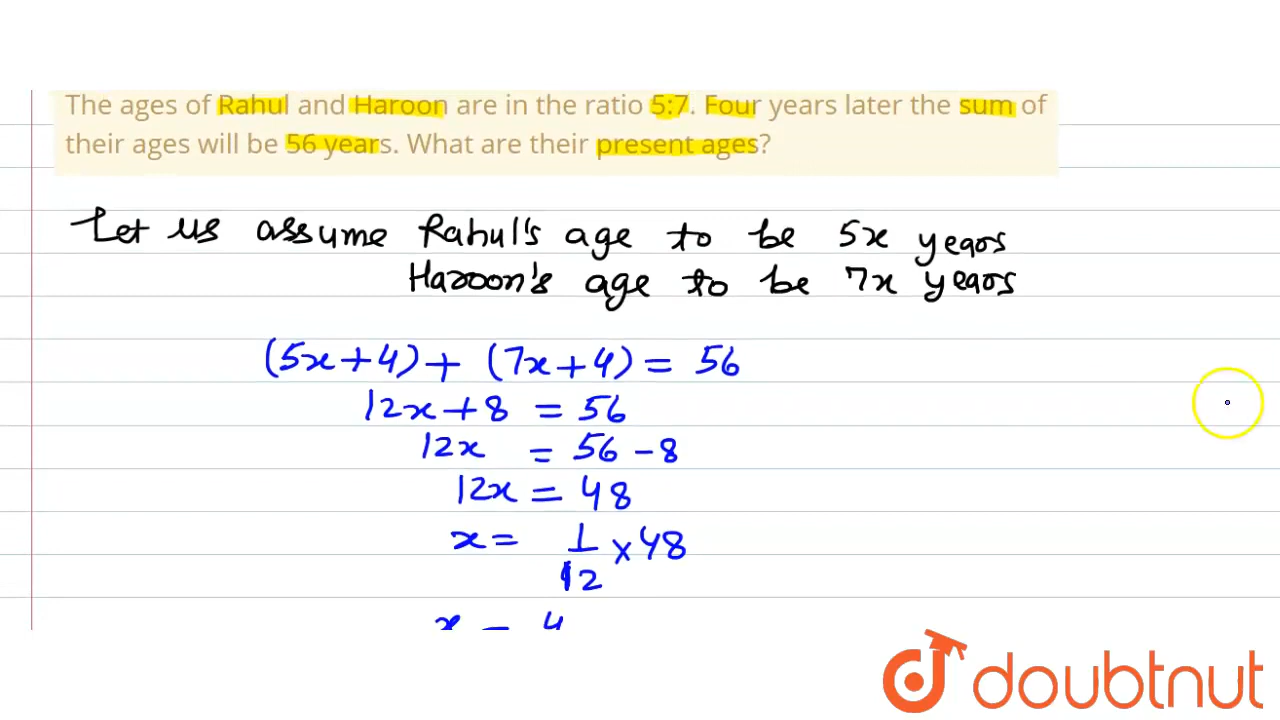 The ages of Rahul and Haroon are in the ratio 5:7. Four years later the sum of
their ages will be 56 years. What are their present ages?
Let us assume Rahul's age to be 5x years
Haroon's age to be 7x years
(5x+4)+(7x+4) = 56
12x+8 = 56
12x = 56-8
12x = 48
x = 1/12 × 48
x = 4
doubtnut